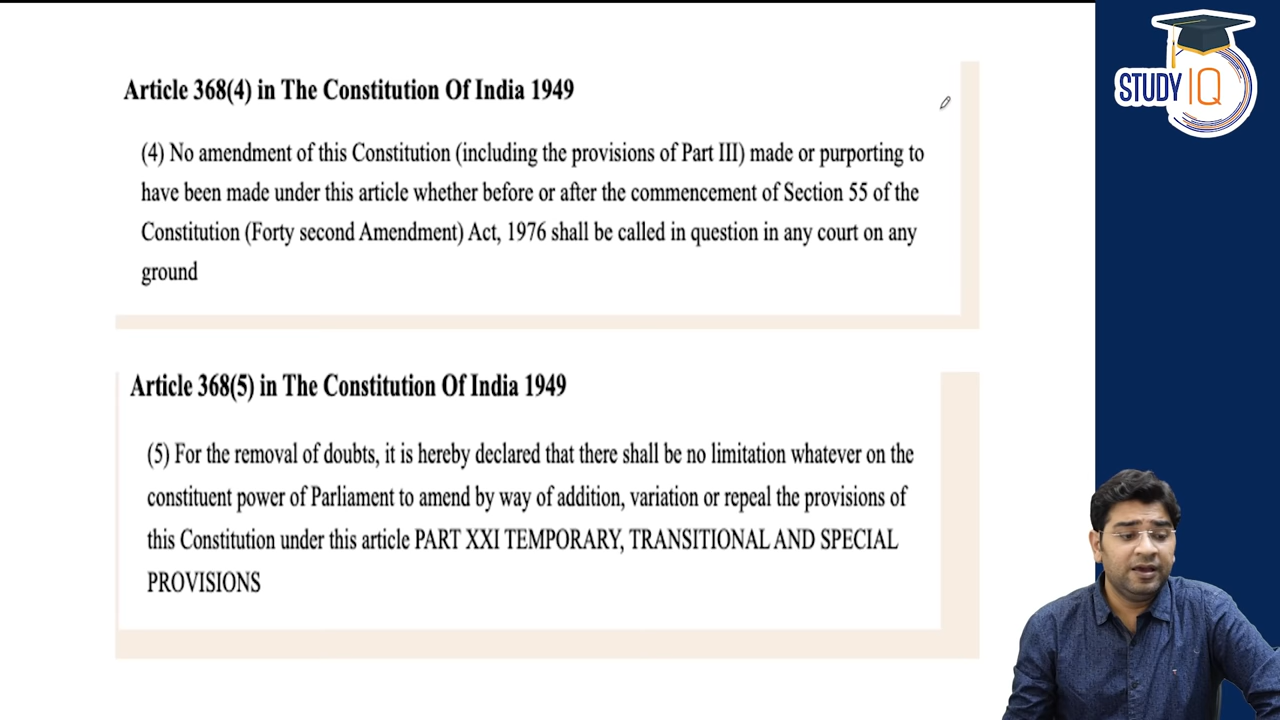 Article 368(4) in The Constitution Of India 1949
(4) No amendment of this Constitution (including the provisions of Part III) made or purporting to
have been made under this article whether before or after the commencement of Section 55 of the
Constitution (Forty second Amendment) Act, 1976 shall be called in question in any court on any
ground
STUDY IQ
Article 368(5) in The Constitution Of India 1949
(5) For the removal of doubts, it is hereby declared that there shall be no limitation whatever on the
constituent power of Parliament to amend by way of addition, variation or repeal the provisions of
this Constitution under this article PART XXI TEMPORARY, TRANSITIONAL AND SPECIAL
PROVISIONS